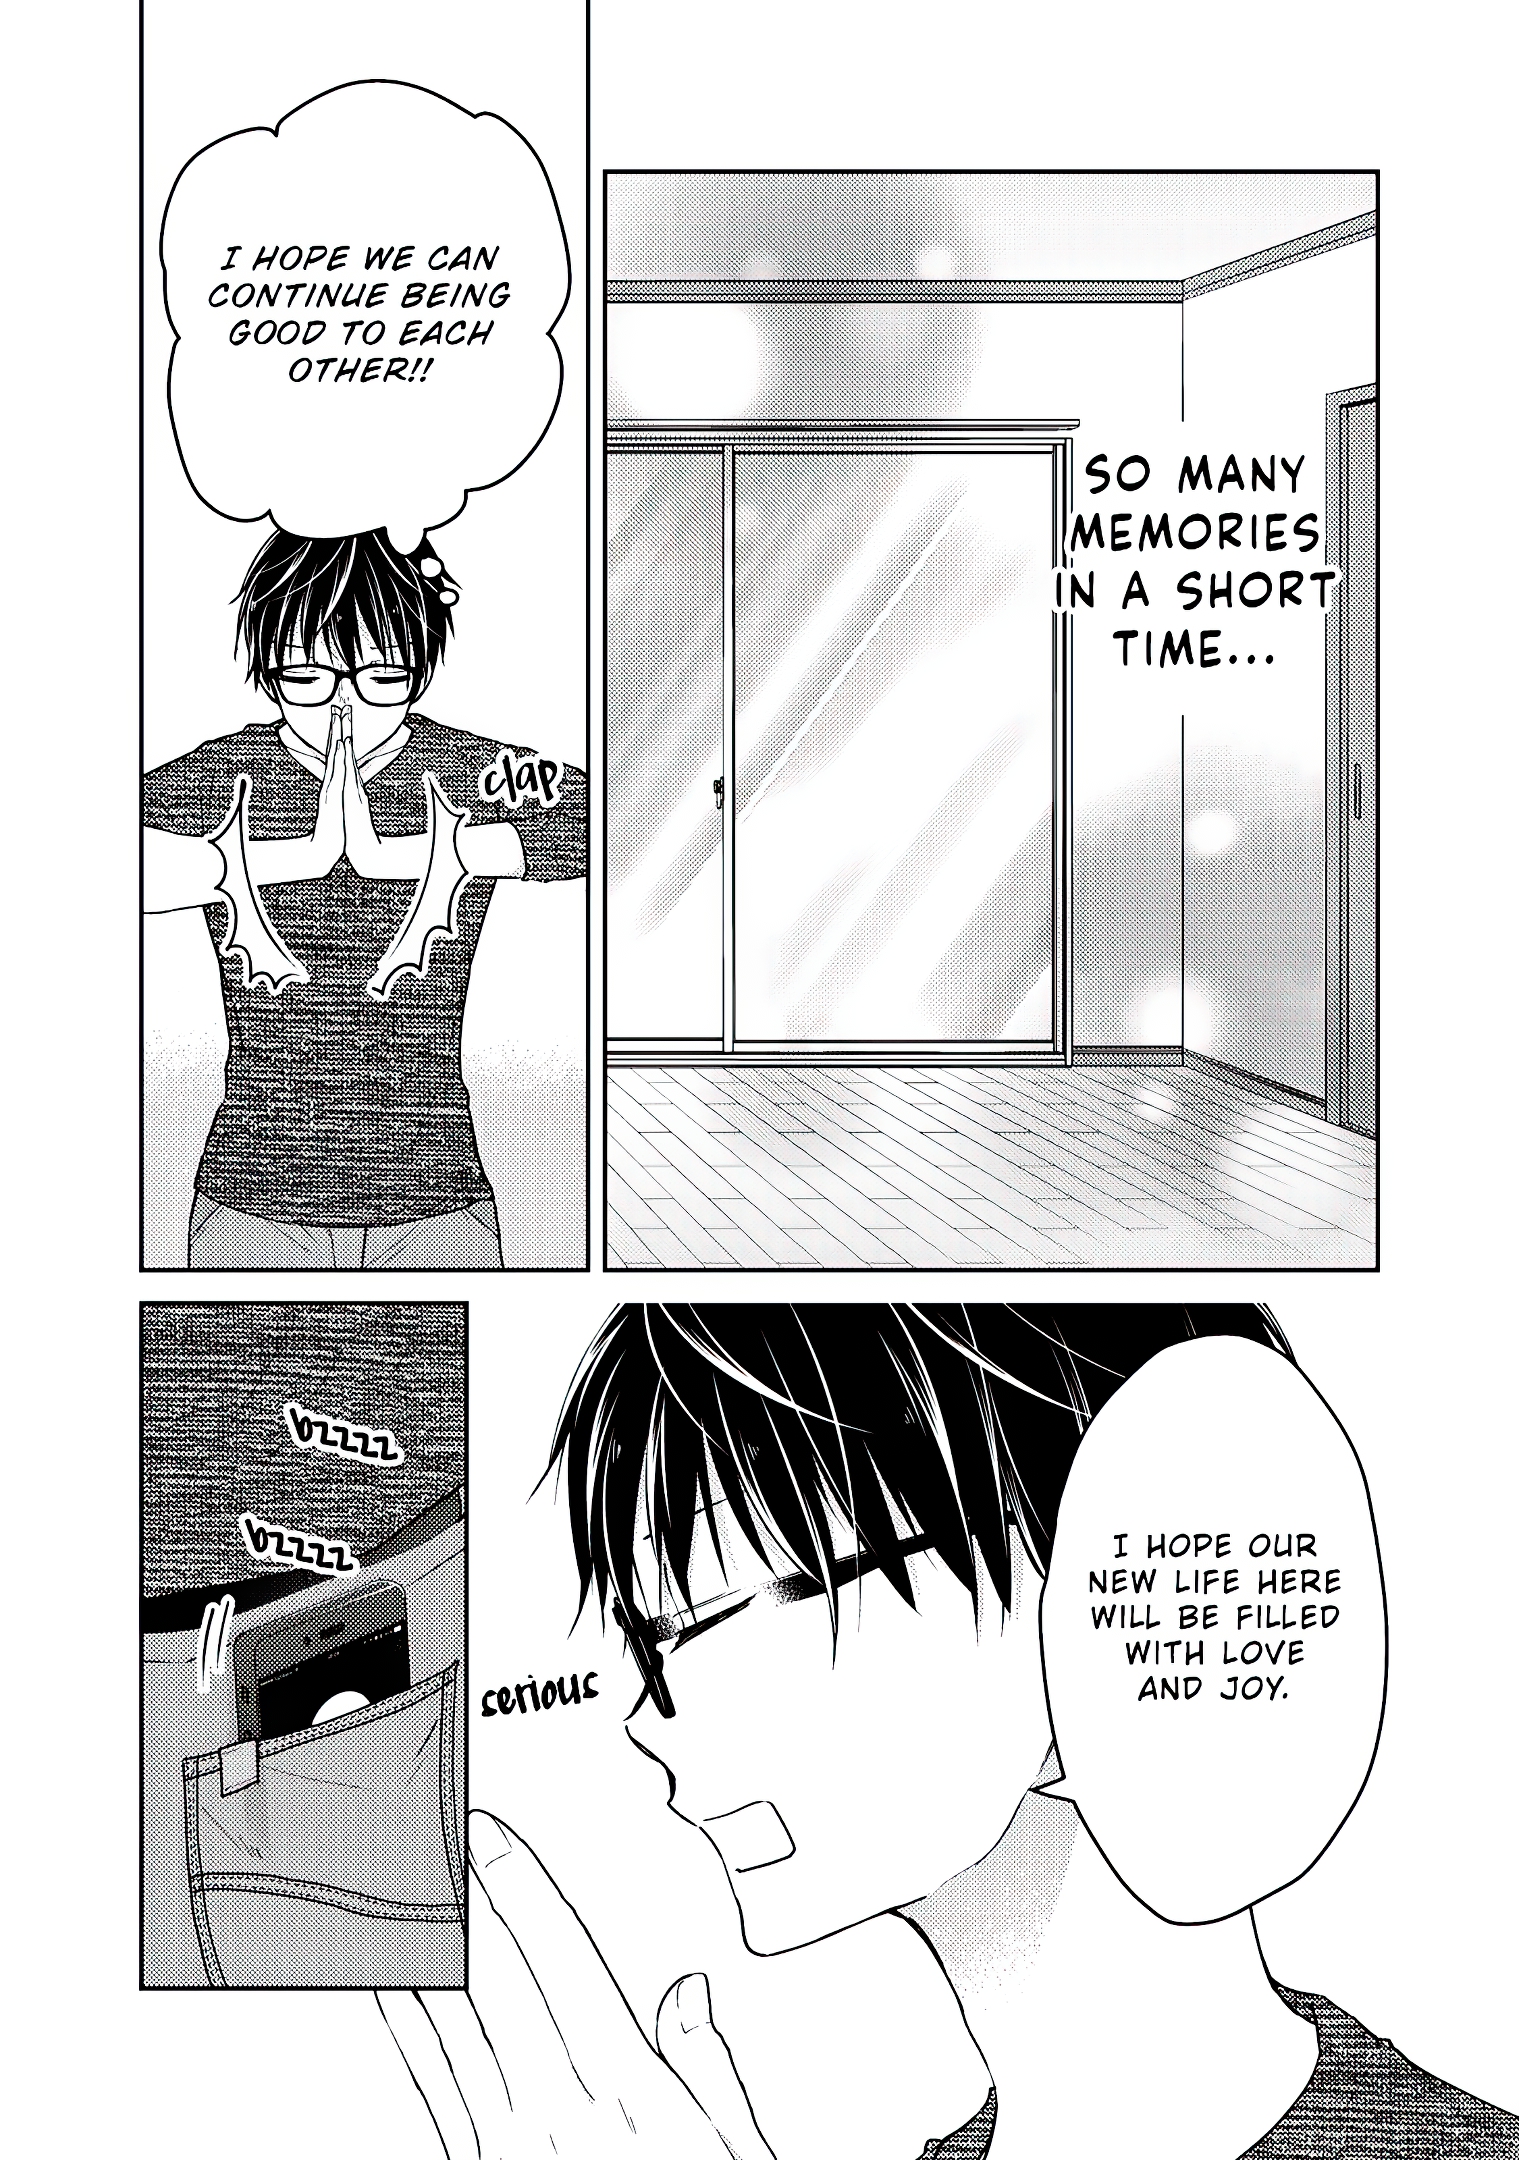 SO MANY
MEMORIES
IN A SHORT
TIME...
I HOPE WE CAN
CONTINUE BEING
GOOD TO EACH
OTHER!!
clap
I HOPE OUR
NEW LIFE HERE
WILL BE FILLED
WITH LOVE
AND JOY.
serious
bzzzz
bzzzz